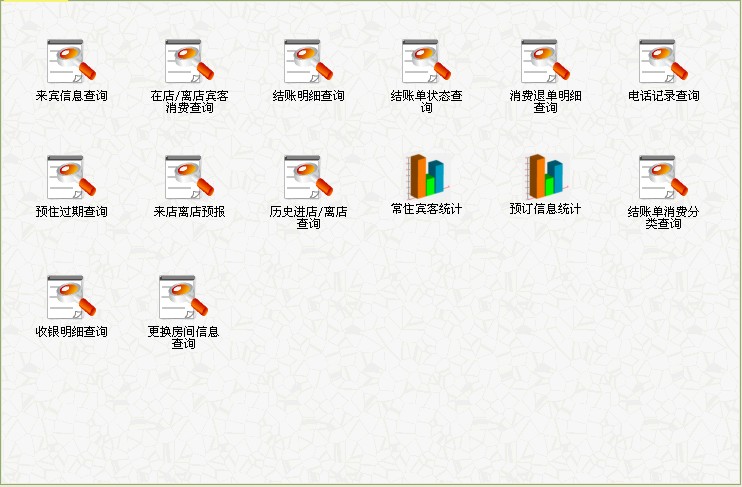 来宾信息查询
在店/离店宾客
消费查询
结账明细查询
结账单状态查
询
消费退单明细
查询
电话记录查询
预住过期查询
来店离店预报
历史进店/离店
查询
常住宾客统计
预订信息统计
结账单消费分
类查询
收银明细查询
更换房间信息
查询